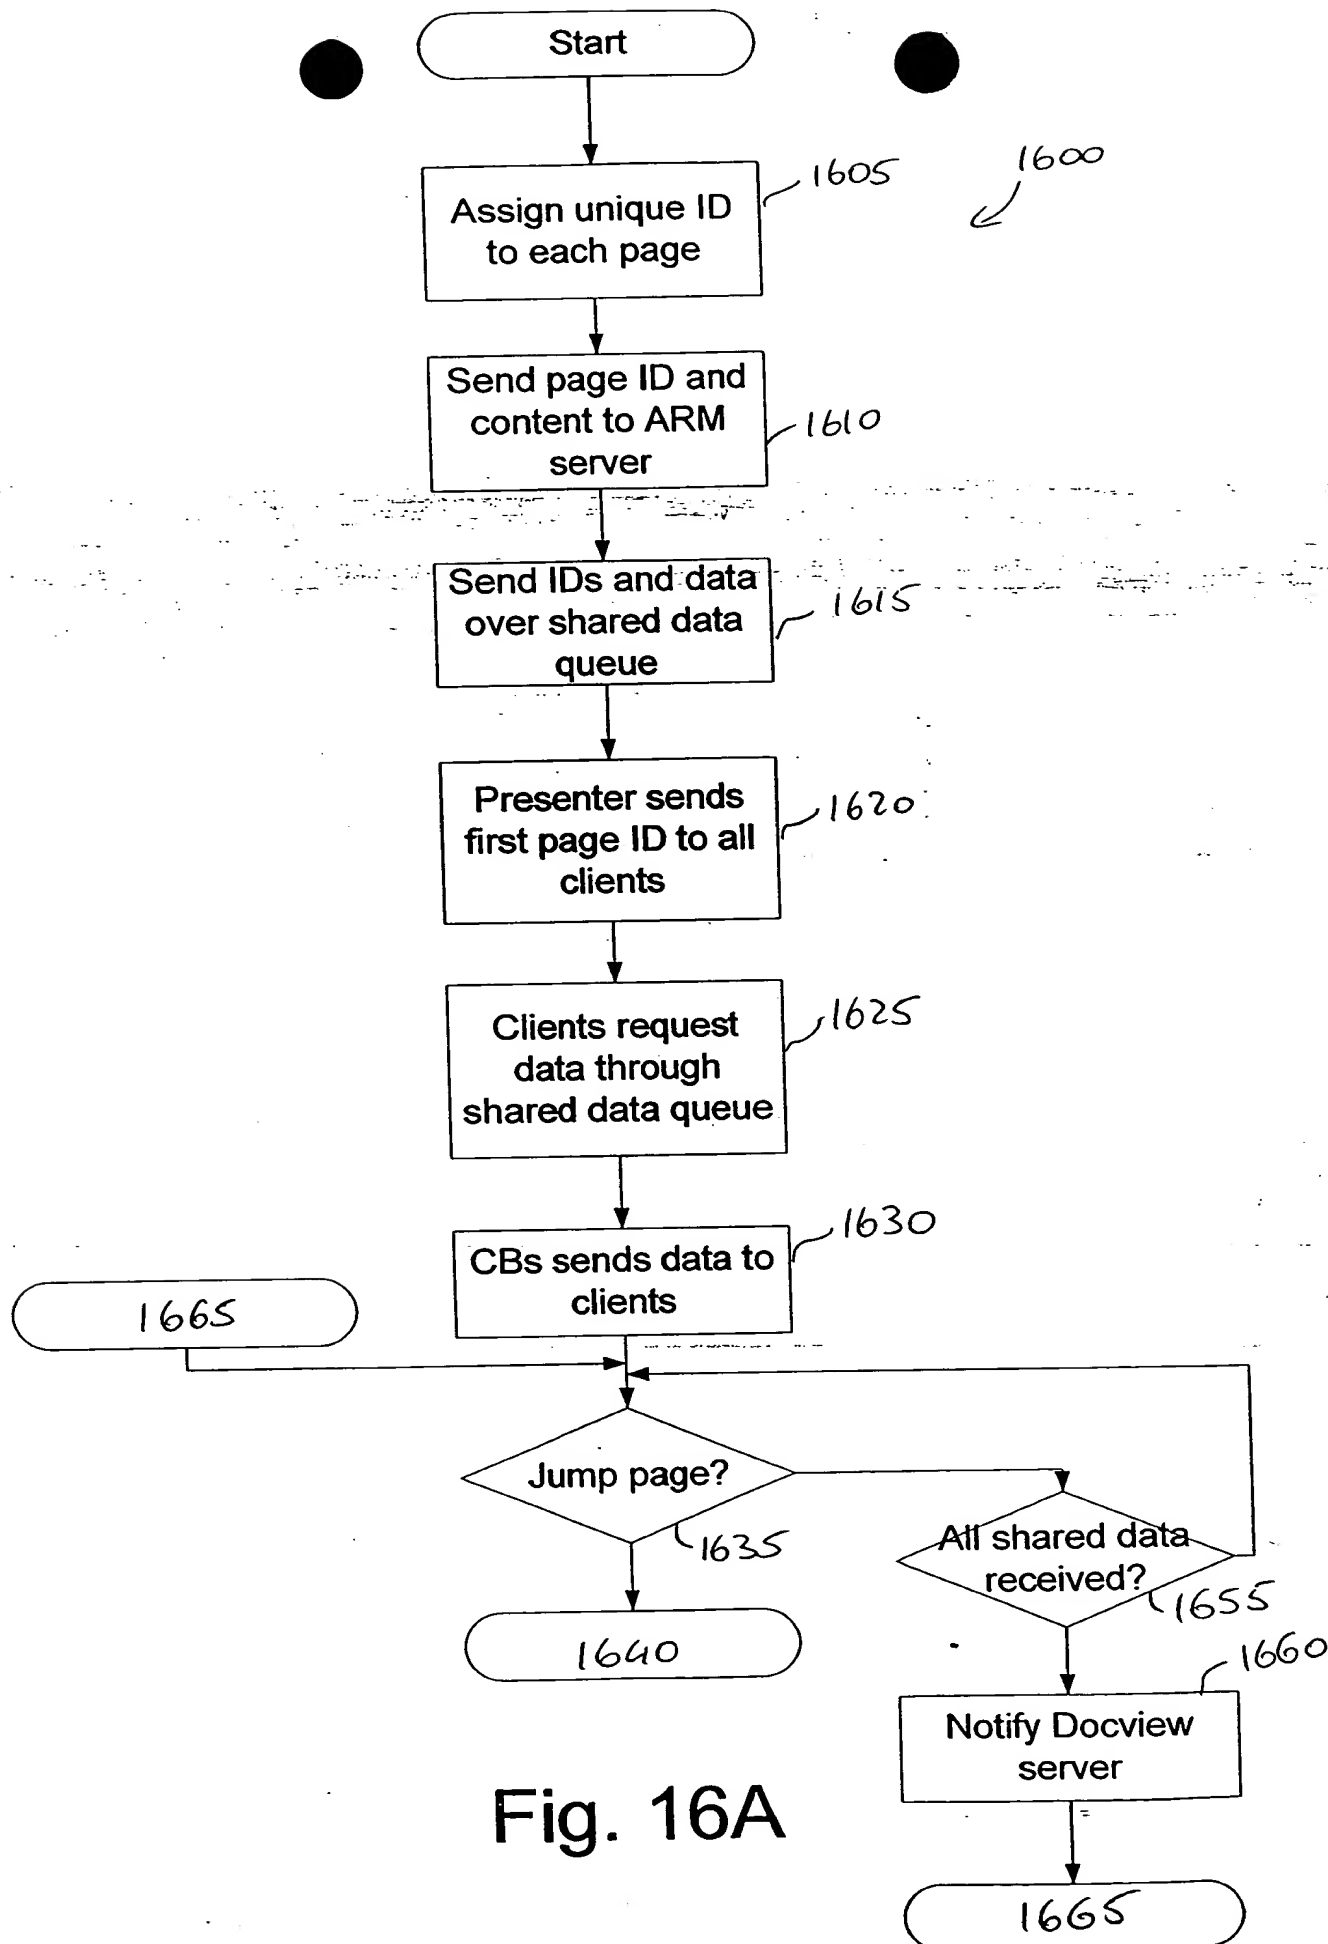 Start
1605
1600
Assign unique ID
to each page
Send page ID and
content to ARM
server
1610
Send IDs and data
over shared data
queue
1615
Presenter sends
first page ID to all
clients
1620
Clients request
data through
shared data queue
1625
CBs sends data to
clients
1630
1665
Jump page?
1635
All shared data
received?
1655
1640
1660
Notify Docview
server
Fig. 16A
1665